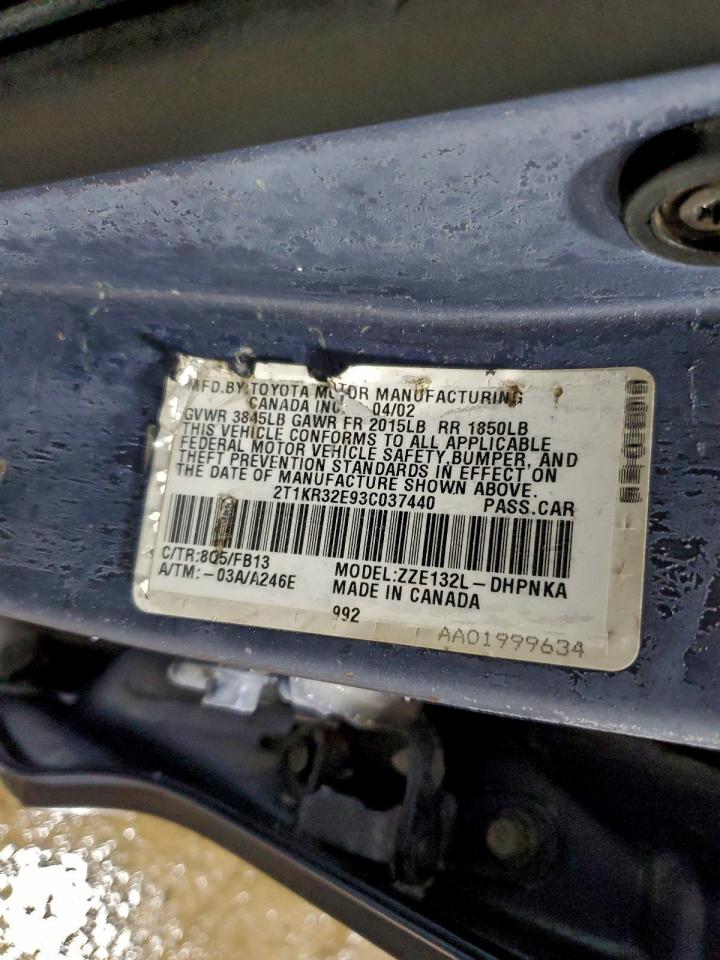 MFD.BY TOYOTA MOTOR MANUFACTURING
CANADA INC. 04/02
GVWR 3845LB GAWR FR 2015LB RR 1850LB
THIS VEHICLE CONFORMS TO ALL APPLICABLE
FEDERAL MOTOR VEHICLE SAFETY,BUMPER, AND
THEFT PREVENTION STANDARDS IN EFFECT ON
THE DATE OF MANUFACTURE SHOWN ABOVE.
2T1KR32E93C037440 PASS.CAR
C/TR:8Q5/FB13 MODEL:ZZE132L-DHPNKA
A/TM:-03A/A246E MADE IN CANADA
992
AA01999634